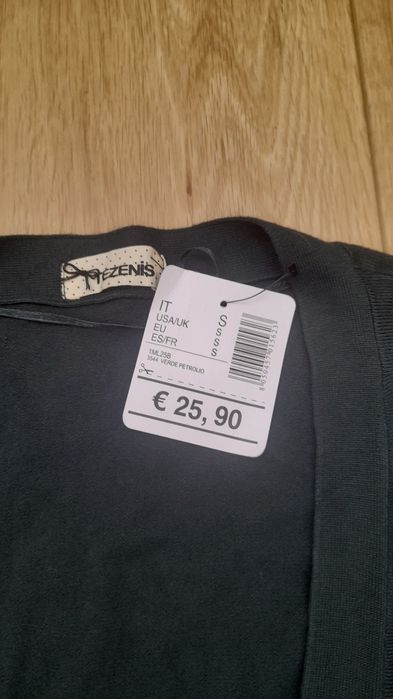 TEZENIS
IT S
USA/UK S
EU S
ES/FR S
1ML25B
3544 VERDE PETROLIO
€ 25,90